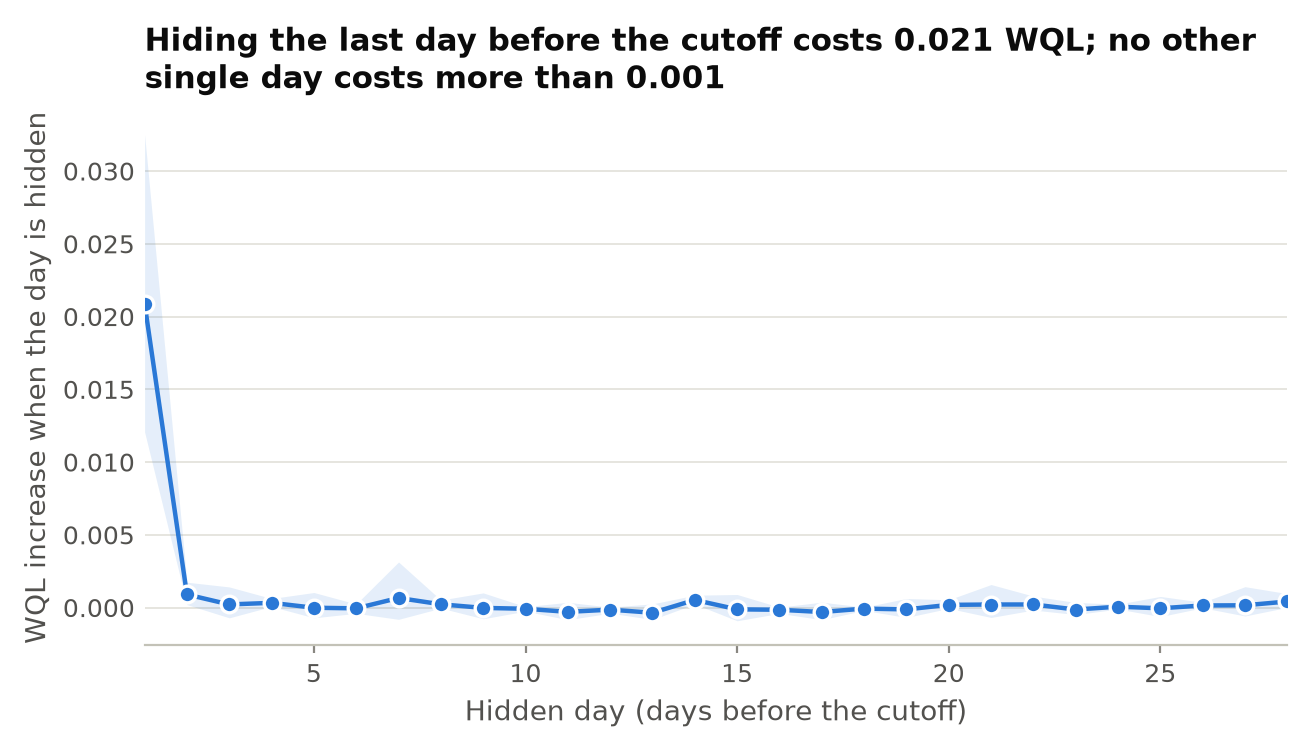 Hiding the last day before the cutoff costs 0.021 WQL; no other
single day costs more than 0.001
WQL increase when the day is hidden
0.030
0.025
0.020
0.015
0.010
0.005
0.000
5 10 15 20 25
Hidden day (days before the cutoff)